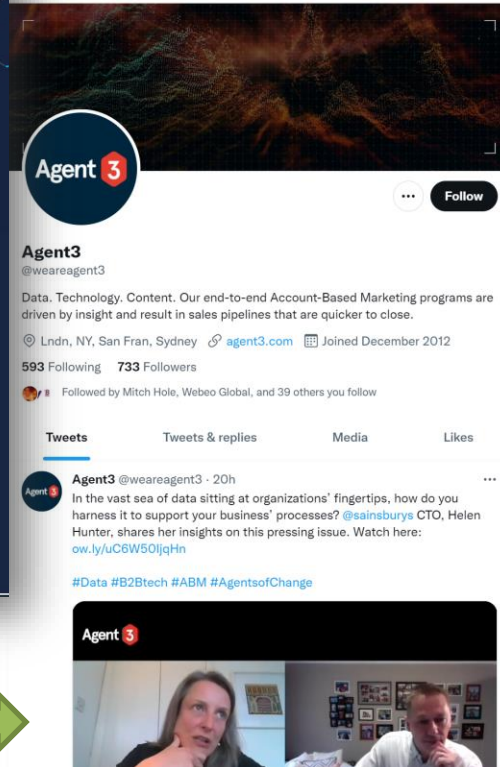 Agent 3
Follow
Agent3
@weareagent3
Data. Technology. Content. Our end-to-end Account-Based Marketing programs are
driven by insight and result in sales pipelines that are quicker to close.
Lndn, NY, San Fran, Sydney agent3.com Joined December 2012
593 Following 733 Followers
Followed by Mitch Hole, Webeo Global, and 39 others you follow
Tweets Tweets & replies Media Likes
Agent 3
Agent3 @weareagent3 · 20h
In the vast sea of data sitting at organizations' fingertips, how do you
harness it to support your business' processes? @sainsburys CTO, Helen
Hunter, shares her insights on this pressing issue. Watch here:
ow.ly/uC6W50IjqHn
#Data #B2Btech #ABM #AgentsofChange
Agent 3